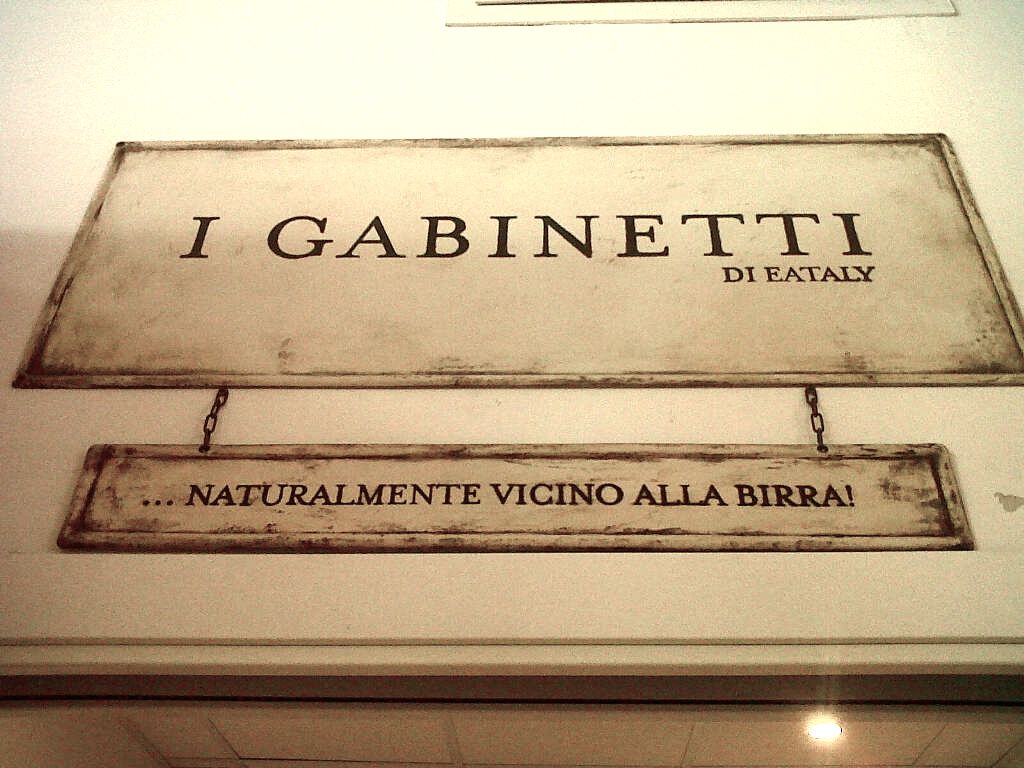 I GABINETTI
DI EATALY
... NATURALMENTE VICINO ALLA BIRRA!